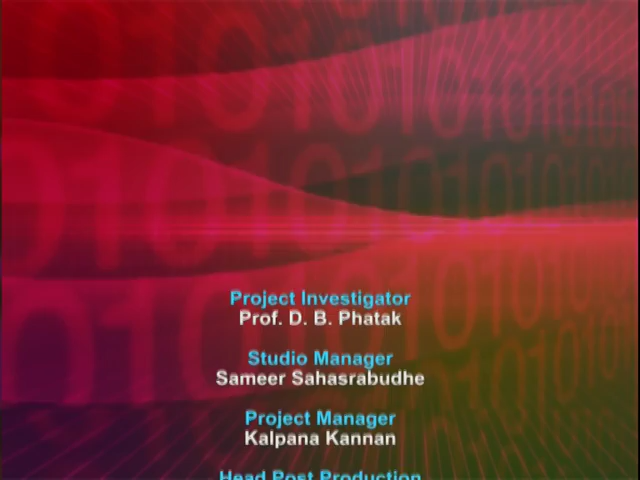 Project Investigator
Prof. D. B. Phatak
Studio Manager
Sameer Sahasrabudhe
Project Manager
Kalpana Kannan
Head Post Production